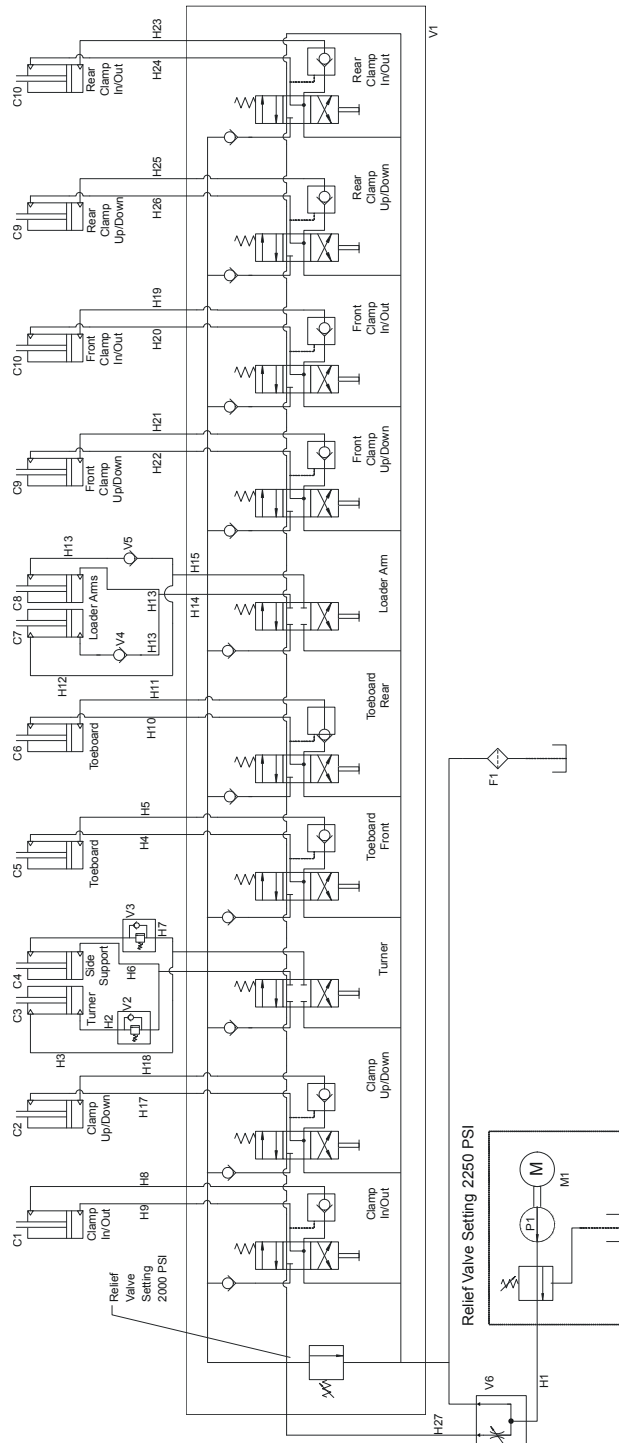 C10
Rear
Clamp
In/Out
H23
H24
C9
Rear
Clamp
Up/Down
H25
H26
C10
Front
Clamp
In/Out
H19
H20
C9
Front
Clamp
Up/Down
H21
H22
C8
C7
Loader Arms
H13
V5
H13
V4
H13
H12
H15
H14
C6
Toeboard
H11
H10
C5
Toeboard
H5
H4
C4
C3
Side
Support
Turner
V3
H7
H6
V2
H2
H3
H18
C2
Clamp
Up/Down
H17
C1
Clamp
In/Out
H8
H9
Relief
Valve
Setting
2000 PSI
V1
Rear
Clamp
In/Out
Rear
Clamp
Up/Down
Front
Clamp
In/Out
Front
Clamp
Up/Down
Loader Arm
Toeboard
Rear
Toeboard
Front
Turner
Clamp
Up/Down
Clamp
In/Out
F1
Relief Valve Setting 2250 PSI
M
M1
P1
V6
H1
H27